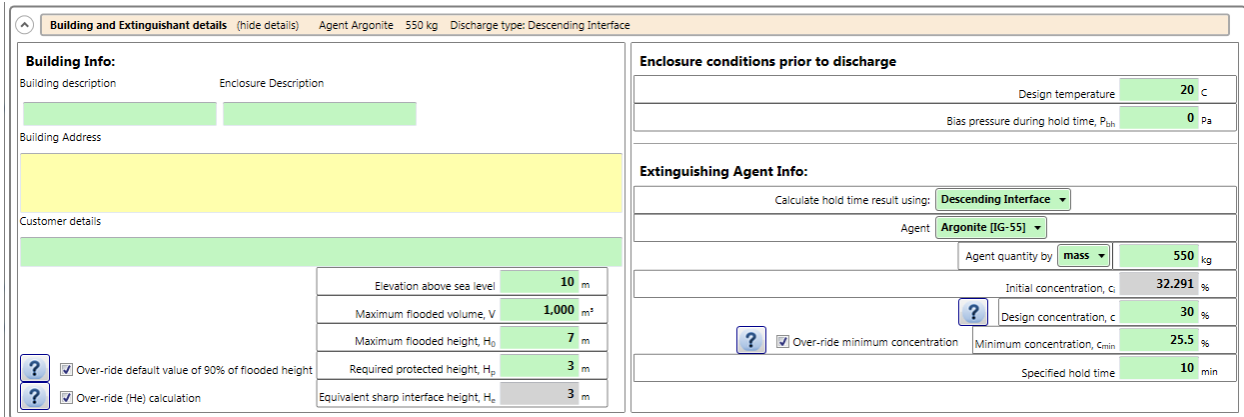 Building and Extinguishant details (hide details) Agent Argonite 550 kg Discharge type: Descending Interface
Building Info:
Building description Enclosure Description
Building Address
Customer details
Elevation above sea level 10 m
Maximum flooded volume, V 1,000 m³
Maximum flooded height, H₀ 7 m
? Over-ride default value of 90% of flooded height Required protected height, Hₚ 3 m
? Over-ride (He) calculation Equivalent sharp interface height, Hₑ 3 m
Enclosure conditions prior to discharge
Design temperature 20 C
Bias pressure during hold time, Pbh 0 Pa
Extinguishing Agent Info:
Calculate hold time result using: Descending Interface
Agent Argonite [IG-55]
Agent quantity by mass 550 kg
Initial concentration, cᵢ 32.291 %
? Design concentration, c 30 %
? Over-ride minimum concentration Minimum concentration, cmin 25.5 %
Specified hold time 10 min